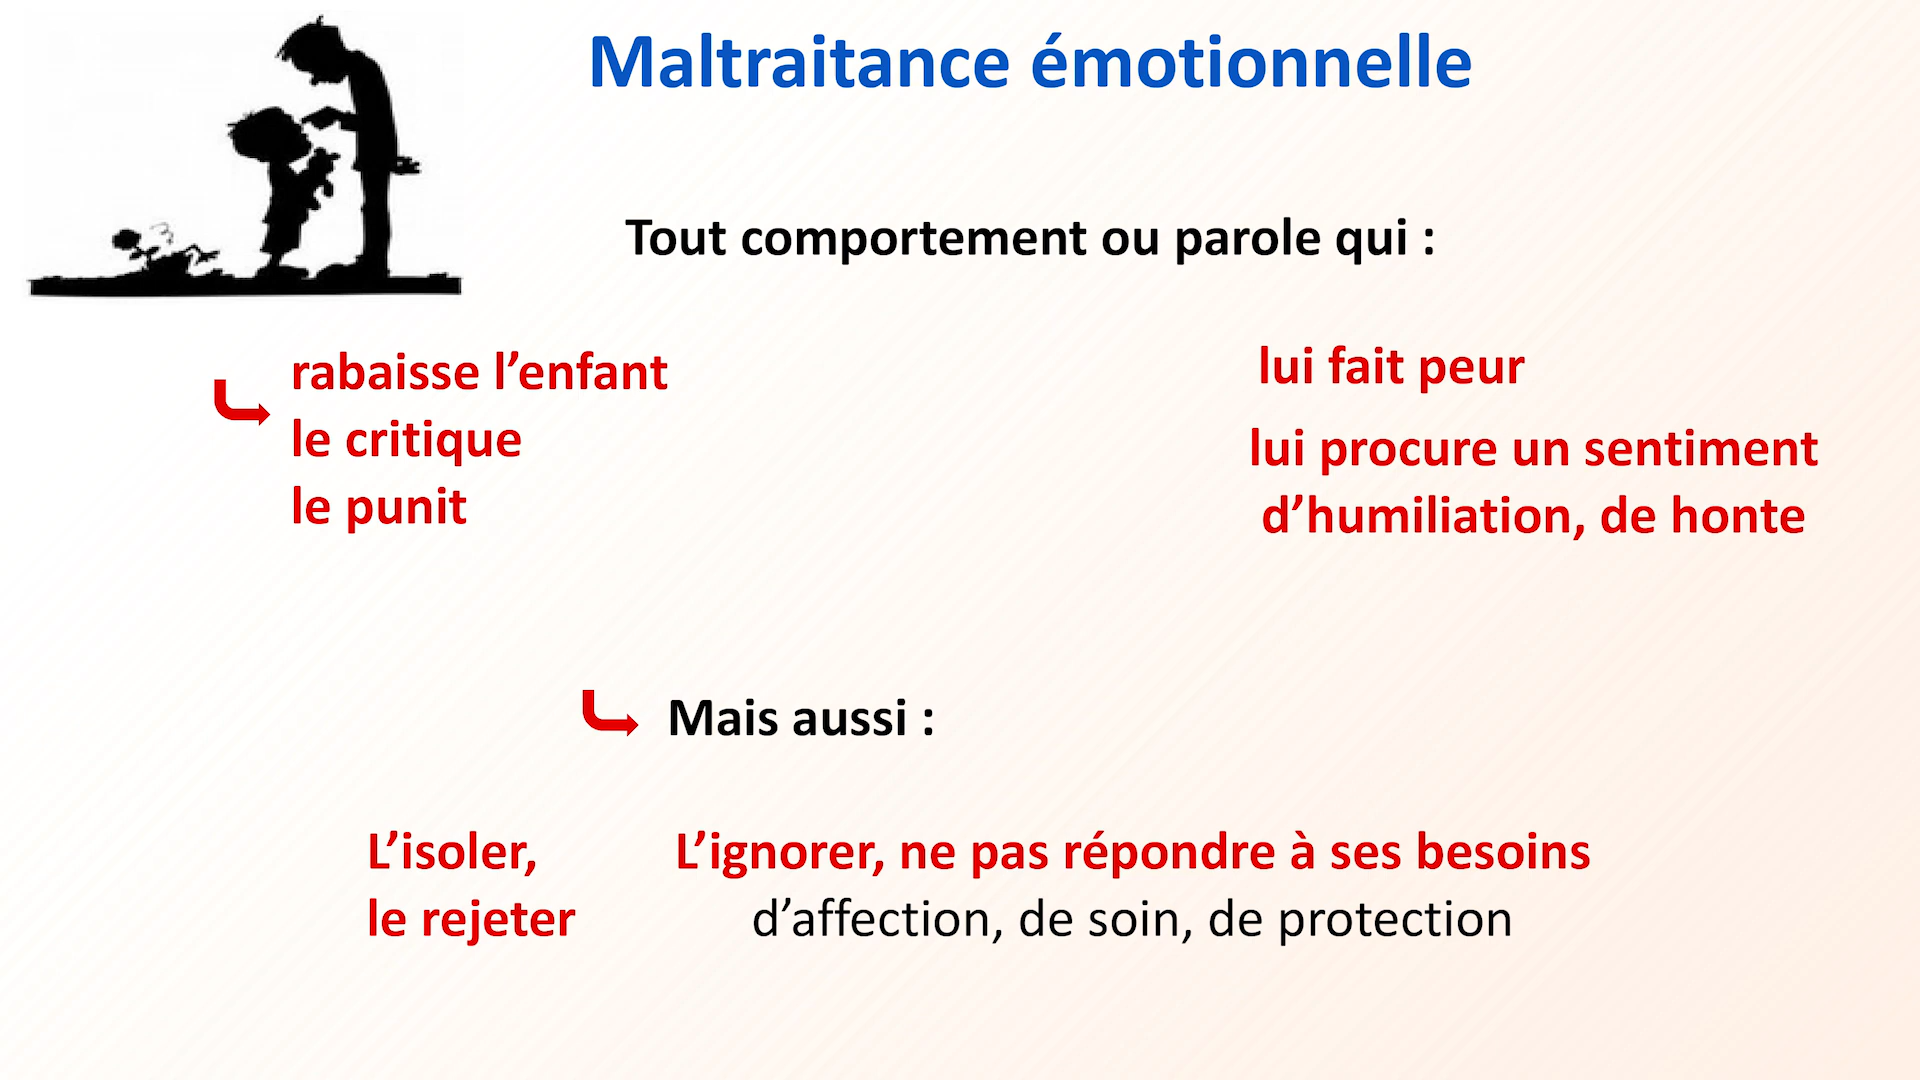 Maltraitance émotionnelle
Tout comportement ou parole qui :
rabaisse l’enfant
le critique
le punit
lui fait peur
lui procure un sentiment
d’humiliation, de honte
Mais aussi :
L’isoler,
le rejeter
L’ignorer, ne pas répondre à ses besoins
d’affection, de soin, de protection